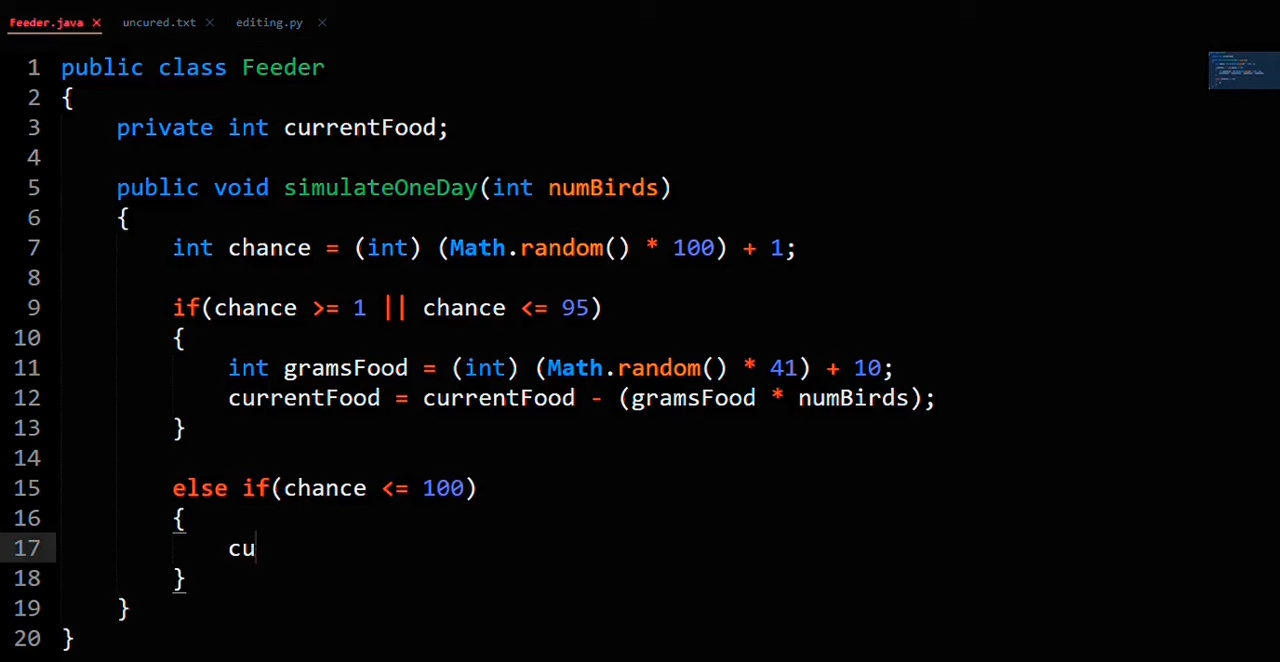 feeder.java × uncured.txt × editing.py ×
1 public class Feeder
2 {
3 private int currentFood;
4
5 public void simulateOneDay(int numBirds)
6 {
7 int chance = (int) (Math.random() * 100) + 1;
8
9 if(chance >= 1 || chance <= 95)
10 {
11 int gramsFood = (int) (Math.random() * 41) + 10;
12 currentFood = currentFood - (gramsFood * numBirds);
13 }
14
15 else if(chance <= 100)
16 {
17 cu
18 }
19 }
20 }